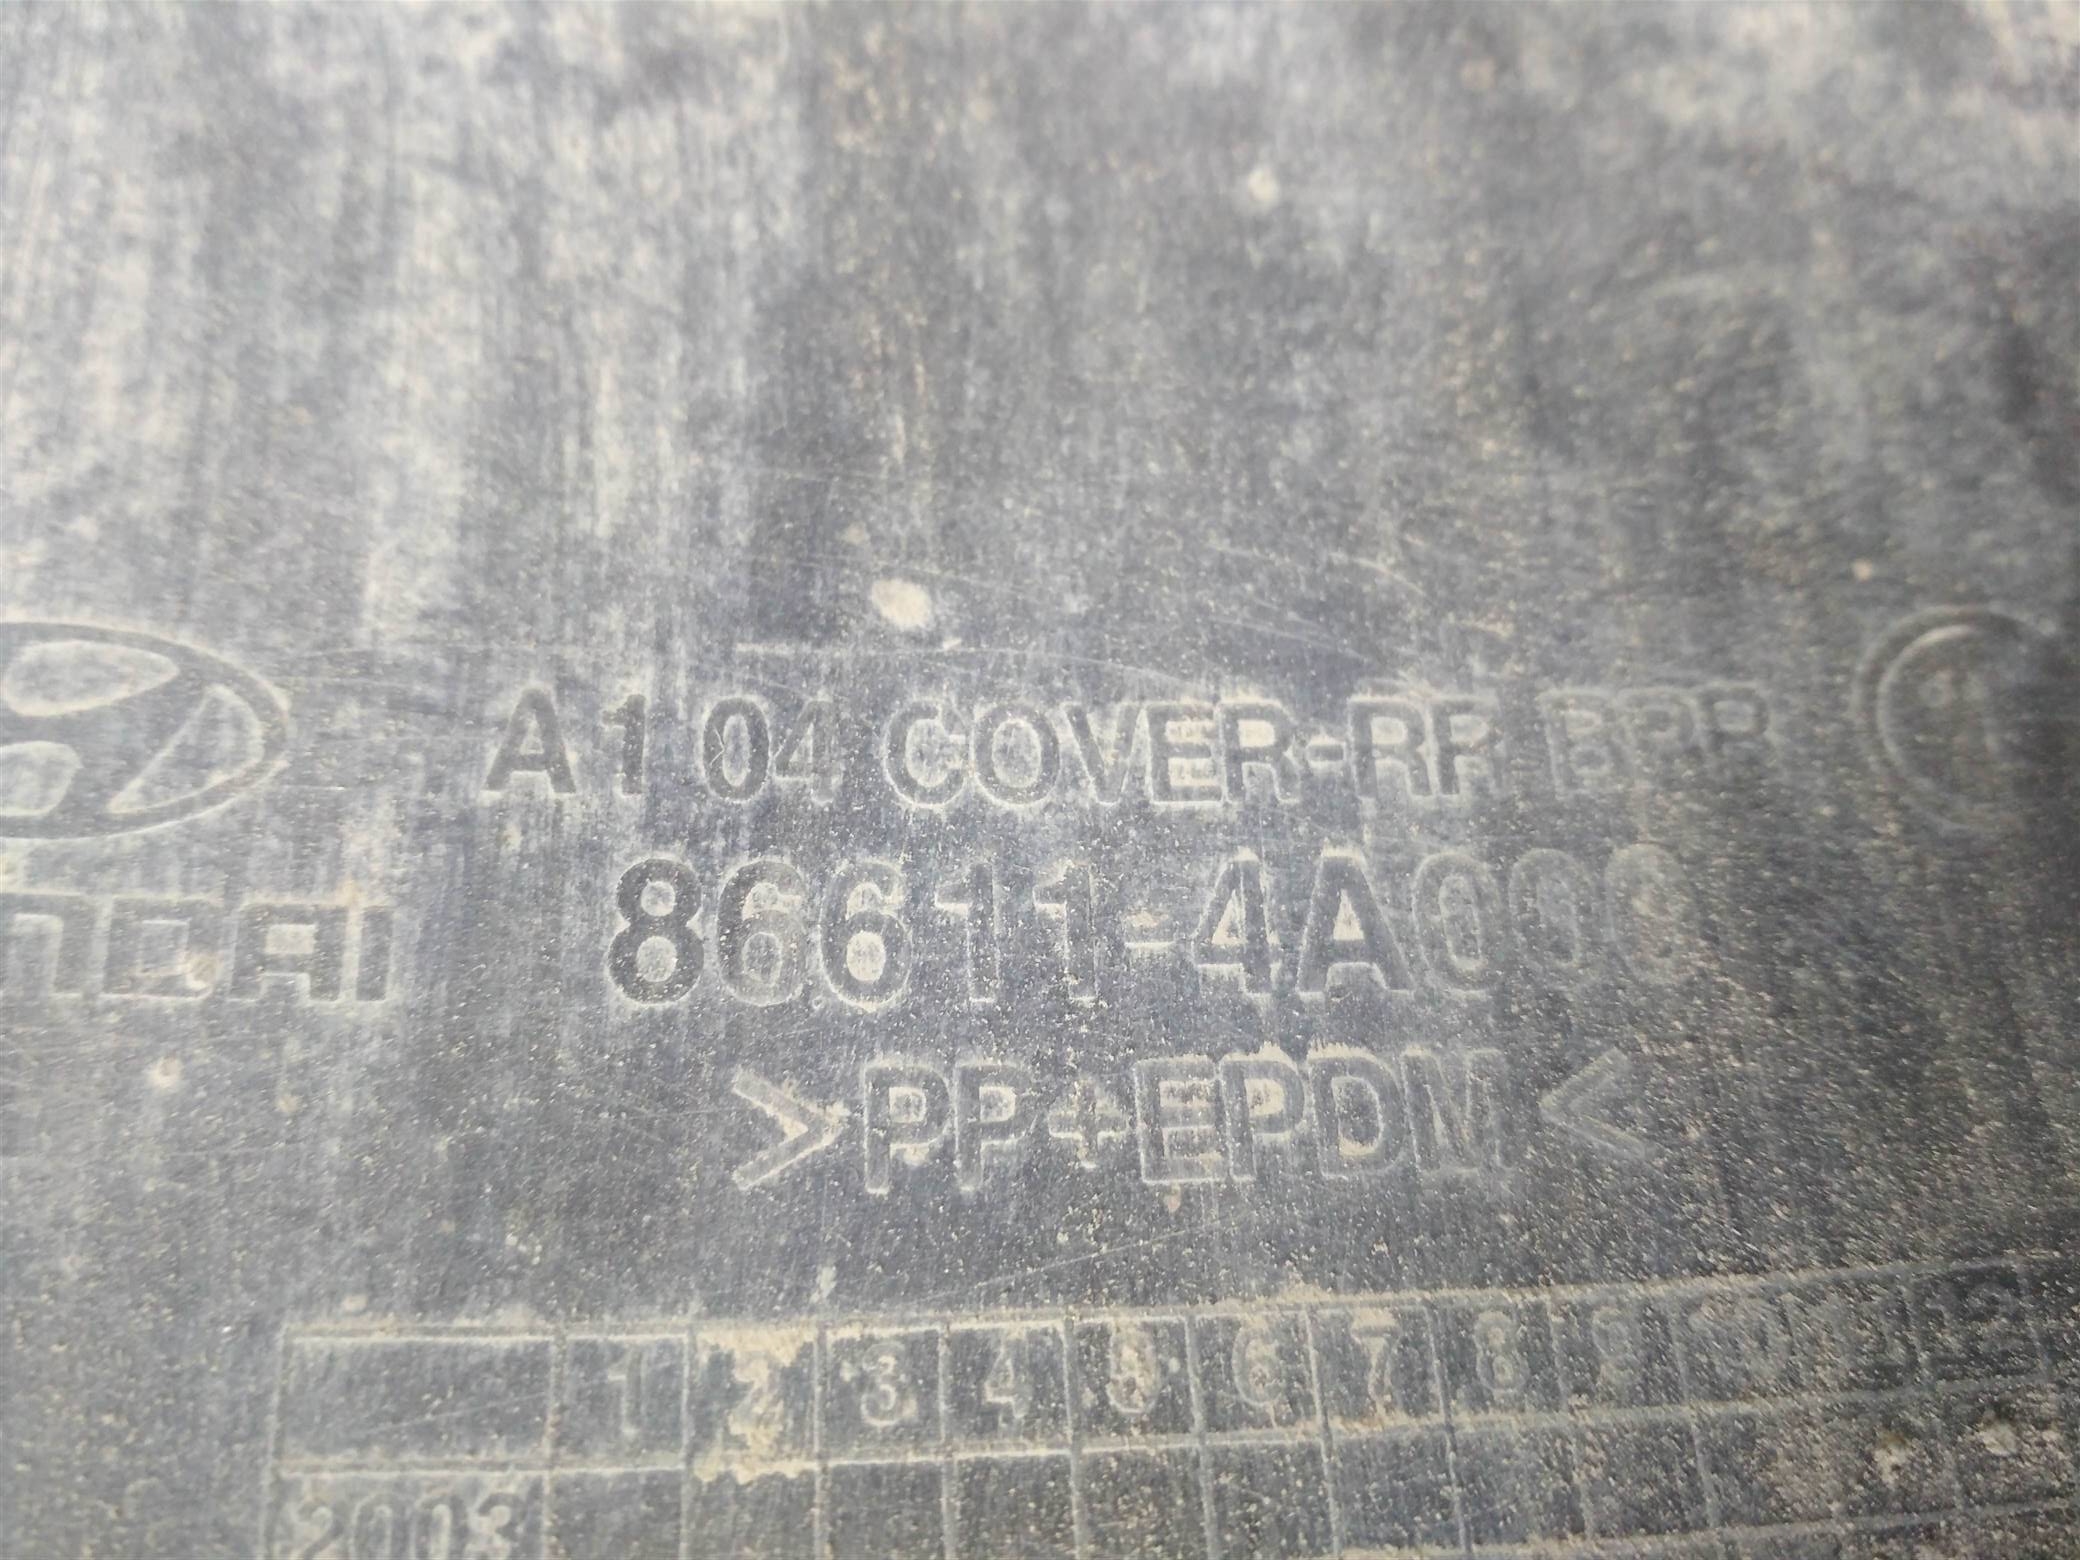 A1 04 COVER-RR BPR
86611-4A000
>PP+EPDM<
1 2 3 4 5 6 7 8 9 10 11 12
2003